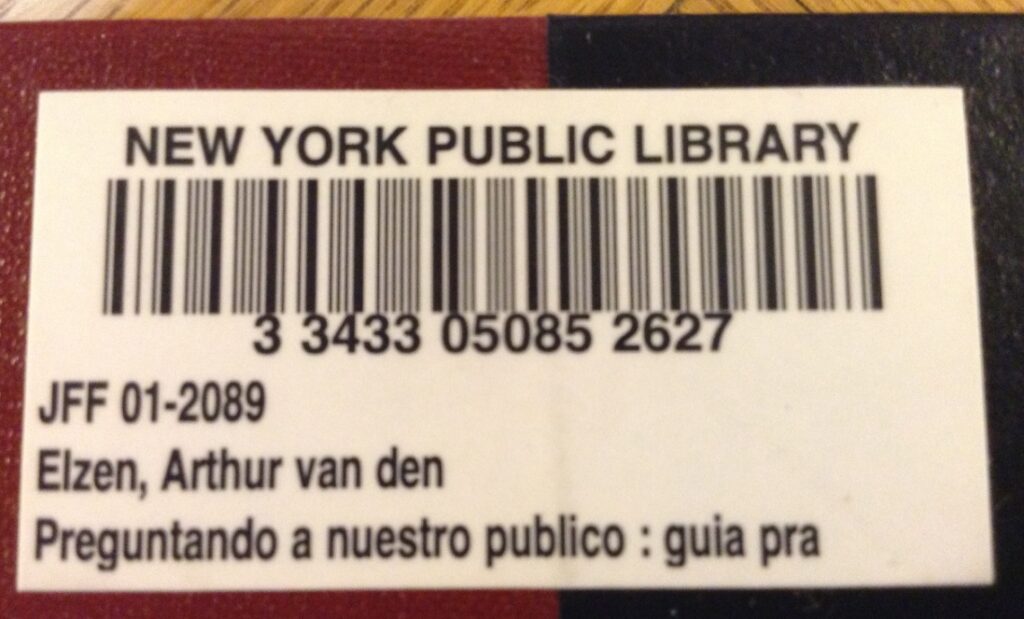 NEW YORK PUBLIC LIBRARY
3 3433 05085 2627
JFF 01-2089
Elzen, Arthur van den
Preguntando a nuestro publico : guia pra